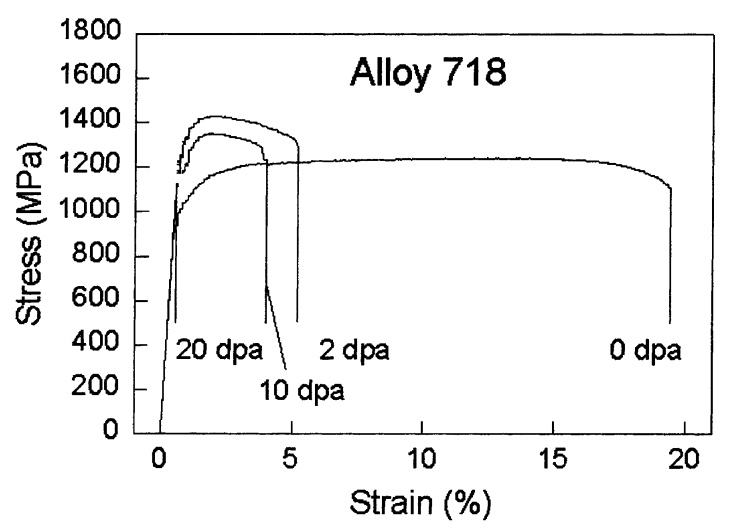 Alloy 718
Stress (MPa)
1800
1600
1400
1200
1000
800
600
400
200
0
20 dpa
2 dpa
0 dpa
10 dpa
0
5
10
15
20
Strain (%)